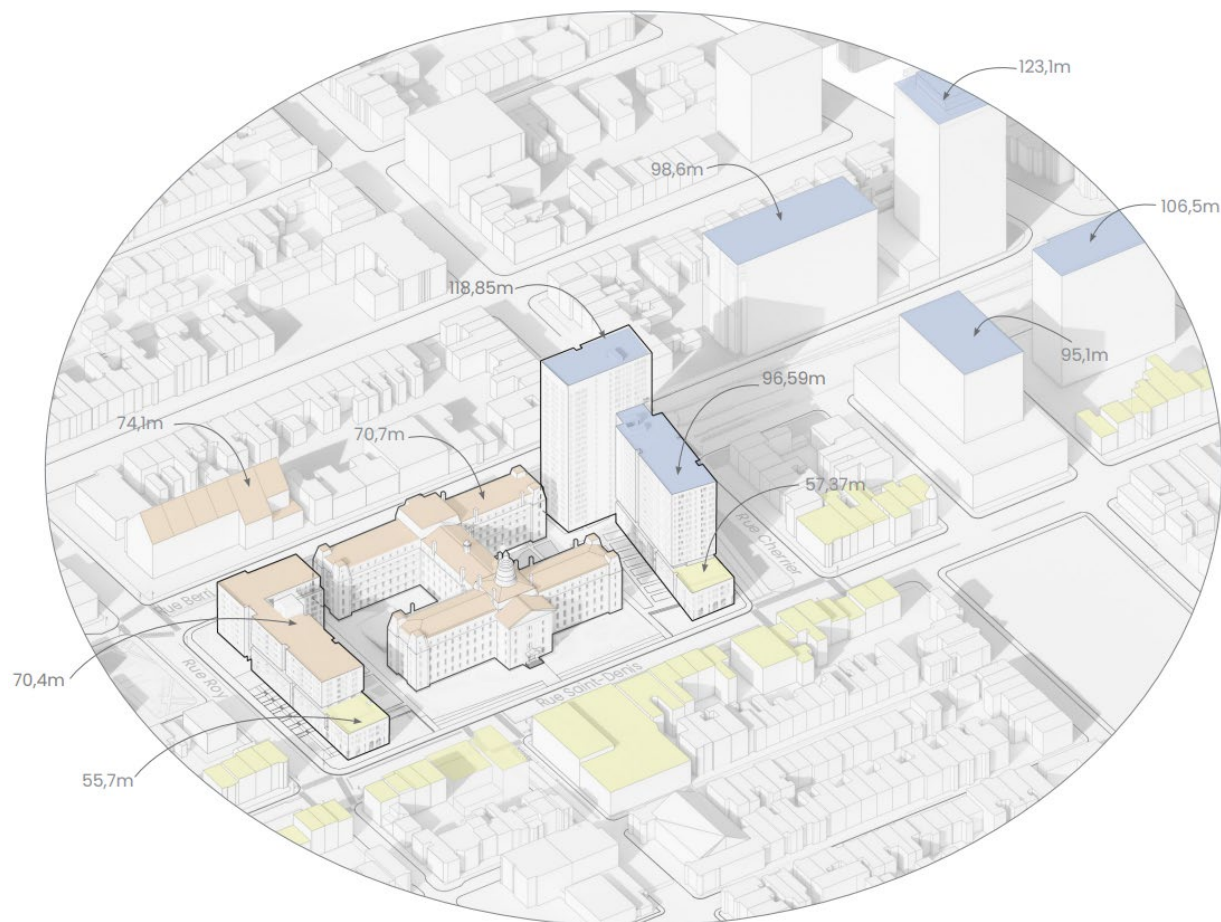 123,1m
98,6m
106,5m
118,85m
95,1m
96,59m
74,1m
70,7m
57,37m
Rue Cherrier
Rue Berri
Rue Roy
70,4m
Rue Saint-Denis
55,7m